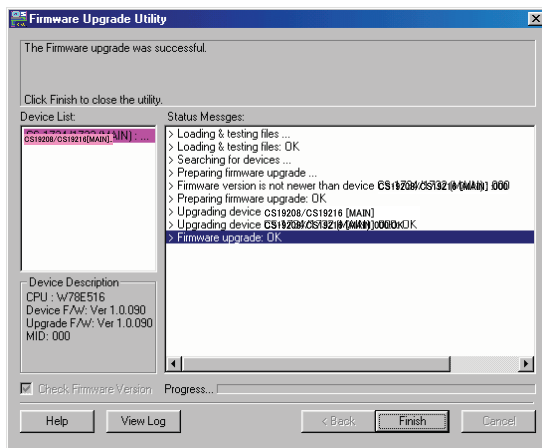 Firmware Upgrade Utility
The Firmware upgrade was successful.
Click Finish to close the utility.
Device List:
CS19208/CS19216[MAIN]
Status Messges:
> Loading & testing files ...
> Loading & testing files: OK
> Searching for devices ...
> Preparing firmware upgrade ...
> Firmware version is not newer than device
> Preparing firmware upgrade: OK
> Upgrading device CS19208/CS19216 [MAIN]
> Upgrading device
> Firmware upgrade: OK
Device Description
CPU : W78E516
Device F/W: Ver 1.0.090
Upgrade F/W: Ver 1.0.090
MID: 000
Check Firmware Version
Progress...
Help
View Log
< Back
Finish
Cancel